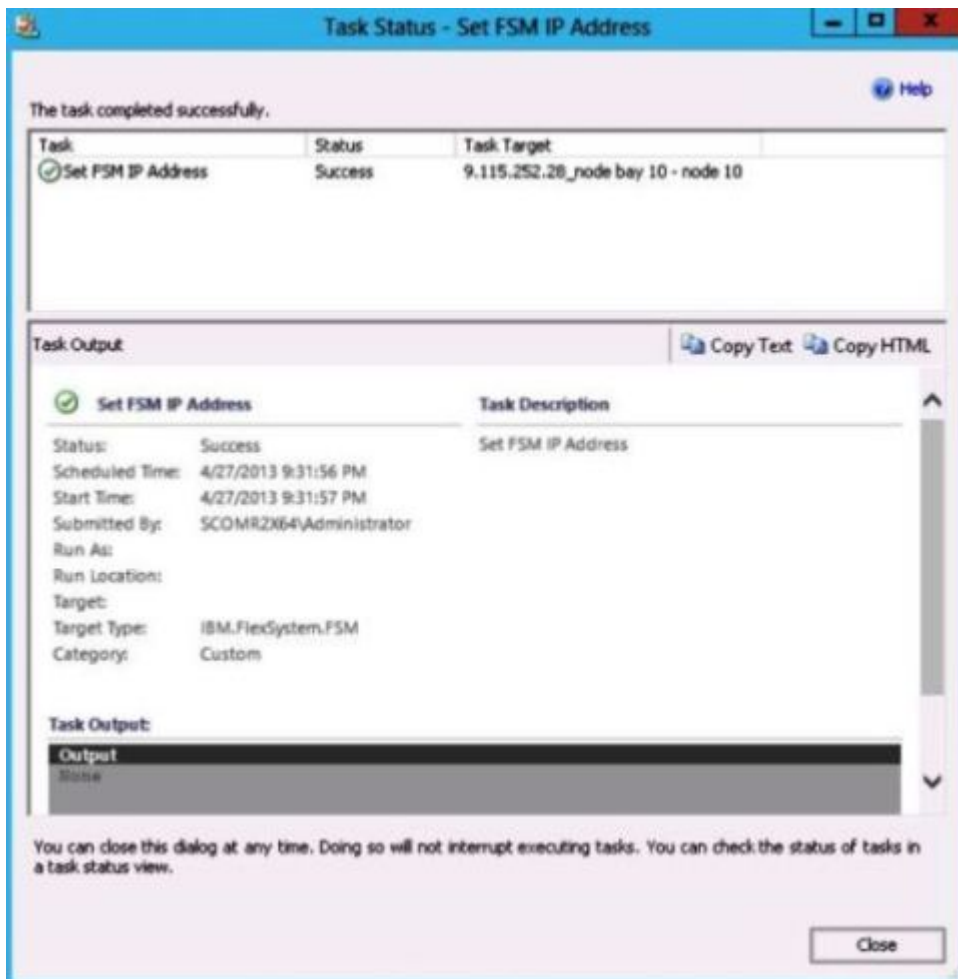 Task Status - Set FSM IP Address
Help
The task completed successfully.
Task Status Task Target
Set FSM IP Address Success 9.115.252.28_node bay 10 - node 10
Task Output Copy Text Copy HTML
Set FSM IP Address Task Description
Status: Success Set FSM IP Address
Scheduled Time: 4/27/2013 9:31:56 PM
Start Time: 4/27/2013 9:31:57 PM
Submitted By: SCOMR2X64\Administrator
Run As:
Run Location:
Target:
Target Type: IBM.FlexSystem.FSM
Category: Custom
Task Output:
Output
None
You can close this dialog at any time. Doing so will not interrupt executing tasks. You can check the status of tasks in
a task status view.
Close